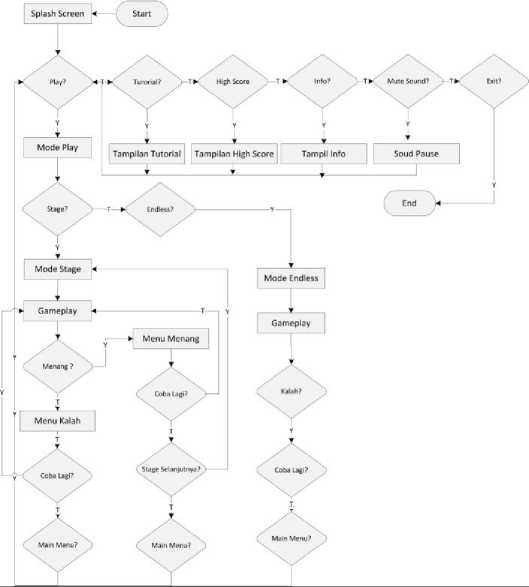 Splash Screen
Start
Play?
T
Tutorial?
T
High Score
T
Info?
T
Mute Sound?
T
Exit?
Y
Y
Y
Y
Y
Mode Play
Tampilan Tutorial
Tampilan High Score
Tampil Info
Soud Pause
Y
Y
Stage?
T
Endless?
Y
End
Y
Mode Stage
Mode Endless
Gameplay
T
Y
Gameplay
Menu Menang
Y
Menang ?
Y
Y
Coba Lagi?
Kalah?
T
Y
Menu Kalah
T
Y
T
Coba Lagi?
Stage Selanjutnya?
Coba Lagi?
Y
T
T
T.
Main Menu?
Main Menu?
Main Menu?